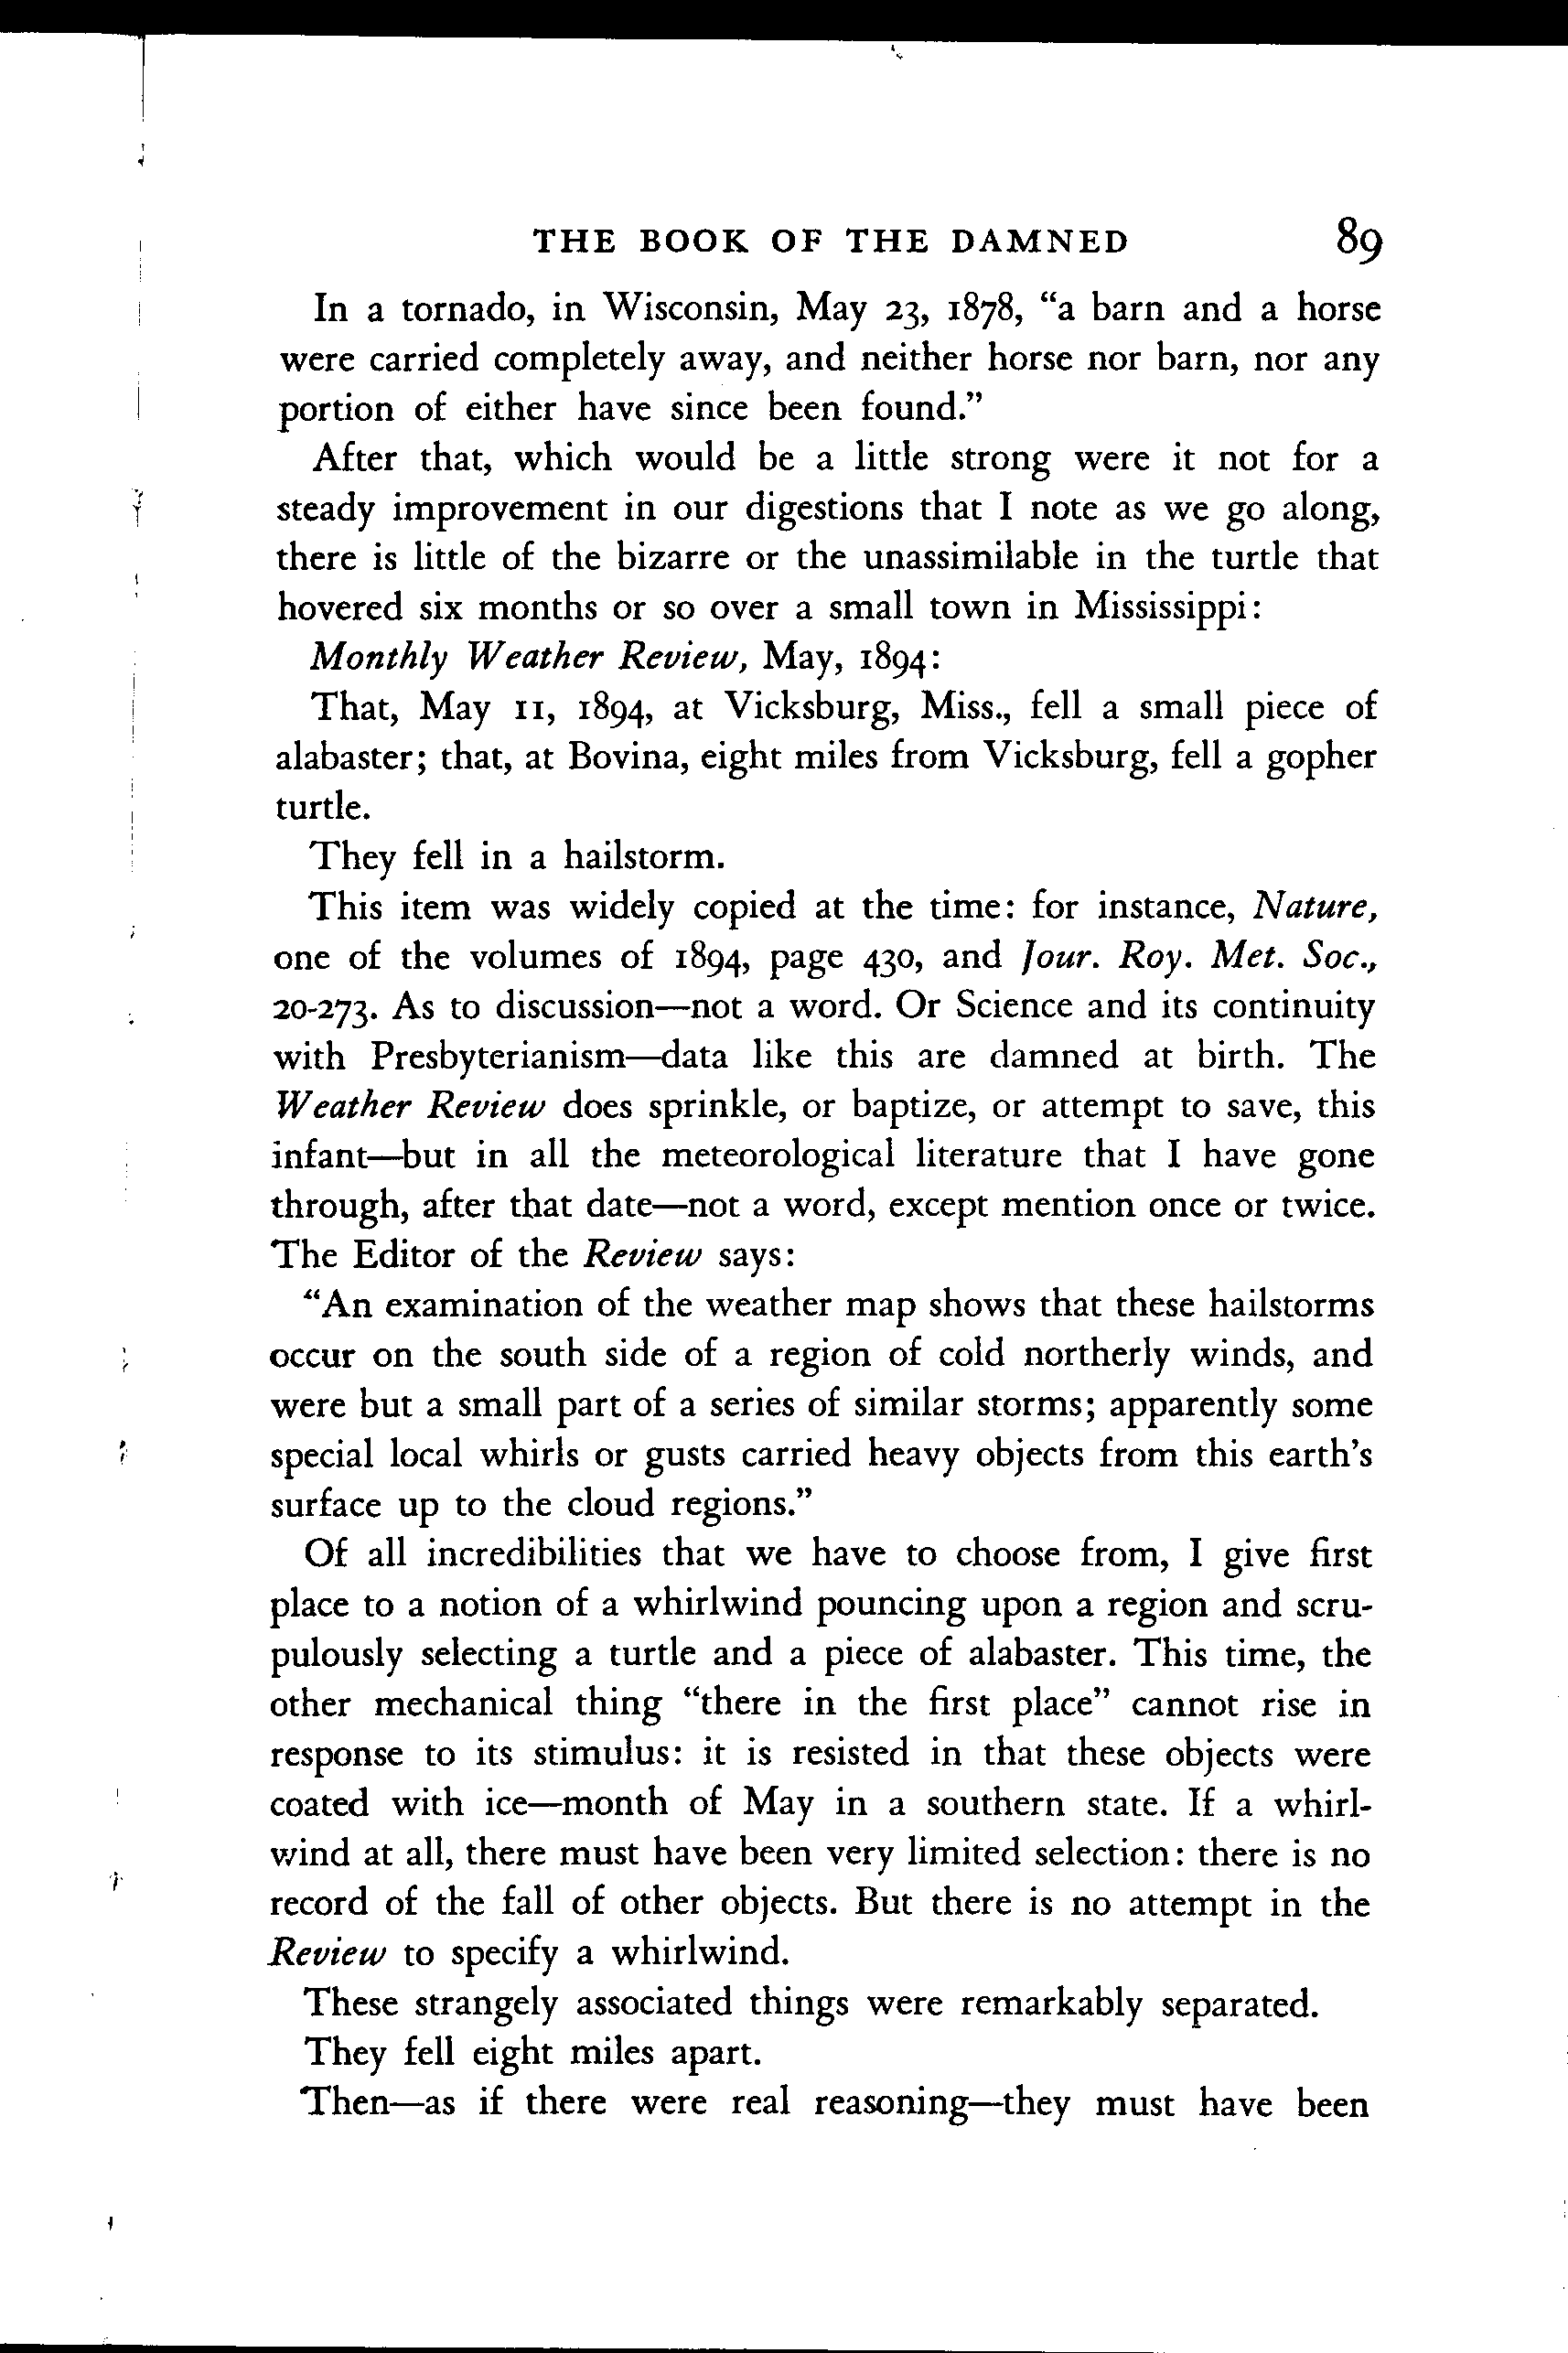 THE BOOK OF THE DAMNED 89
In a tornado, in Wisconsin, May 23, 1878, “a barn and a horse
were carried completely away, and neither horse nor barn, nor any
portion of either have since been found.”
After that, which would be a little strong were it not for a
steady improvement in our digestions that I note as we go along,
there is little of the bizarre or the unassimilable in the turtle that
hovered six months or so over a small town in Mississippi:
Monthly Weather Review, May, 1894:
That, May 11, 1894, at Vicksburg, Miss., fell a small piece of
alabaster; that, at Bovina, eight miles from Vicksburg, fell a gopher
turtle.
They fell in a hailstorm.
This item was widely copied at the time: for instance, Nature,
one of the volumes of 1894, page 430, and Jour. Roy. Met. Soc.,
20-273. As to discussion—not a word. Or Science and its continuity
with Presbyterianism—data like this are damned at birth. The
Weather Review does sprinkle, or baptize, or attempt to save, this
infant—but in all the meteorological literature that I have gone
through, after that date—not a word, except mention once or twice.
The Editor of the Review says:
“An examination of the weather map shows that these hailstorms
occur on the south side of a region of cold northerly winds, and
were but a small part of a series of similar storms; apparently some
special local whirls or gusts carried heavy objects from this earth’s
surface up to the cloud regions.”
Of all incredibilities that we have to choose from, I give first
place to a notion of a whirlwind pouncing upon a region and scru-
pulously selecting a turtle and a piece of alabaster. This time, the
other mechanical thing “there in the first place” cannot rise in
response to its stimulus: it is resisted in that these objects were
coated with ice—month of May in a southern state. If a whirl-
wind at all, there must have been very limited selection: there is no
record of the fall of other objects. But there is no attempt in the
Review to specify a whirlwind.
These strangely associated things were remarkably separated.
They fell eight miles apart.
Then—as if there were real reasoning—they must have been